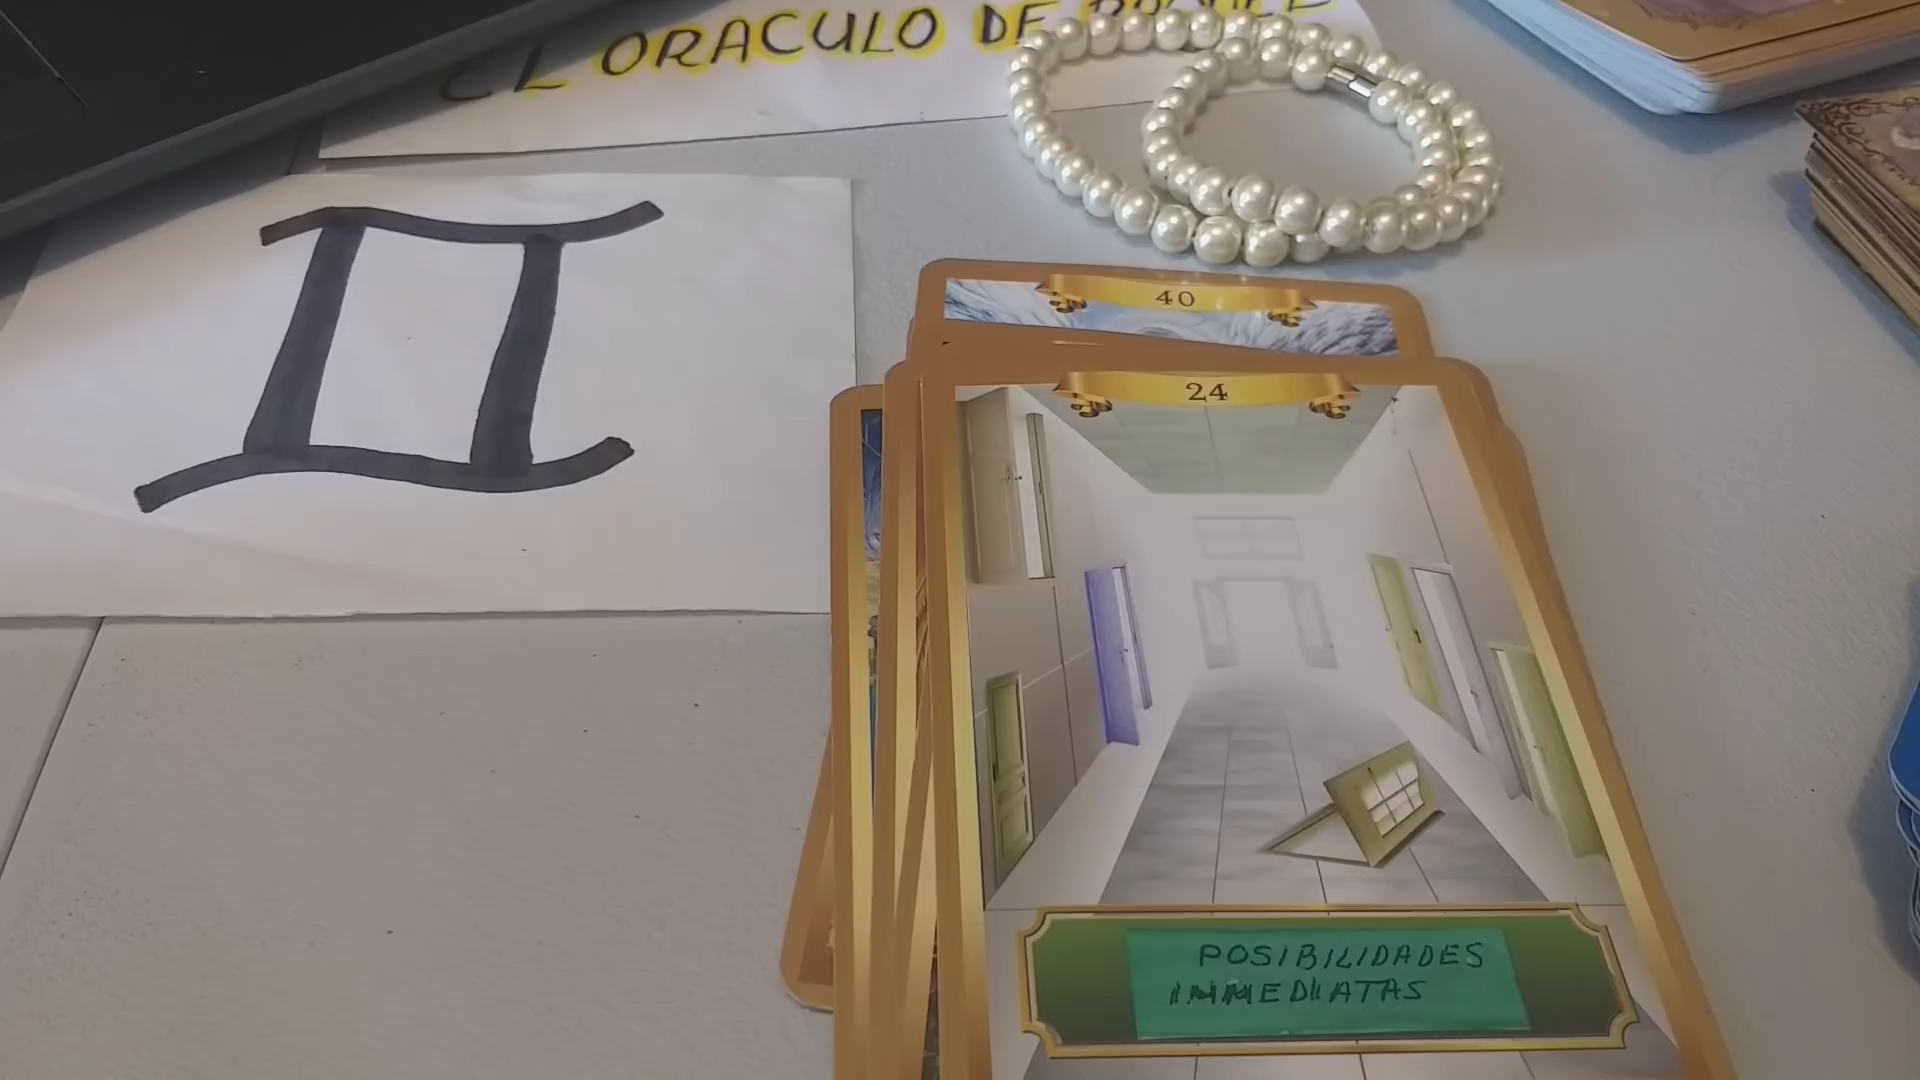 EL ORACULO DE
40
24
POSIBILIDADES
INMEDIATAS